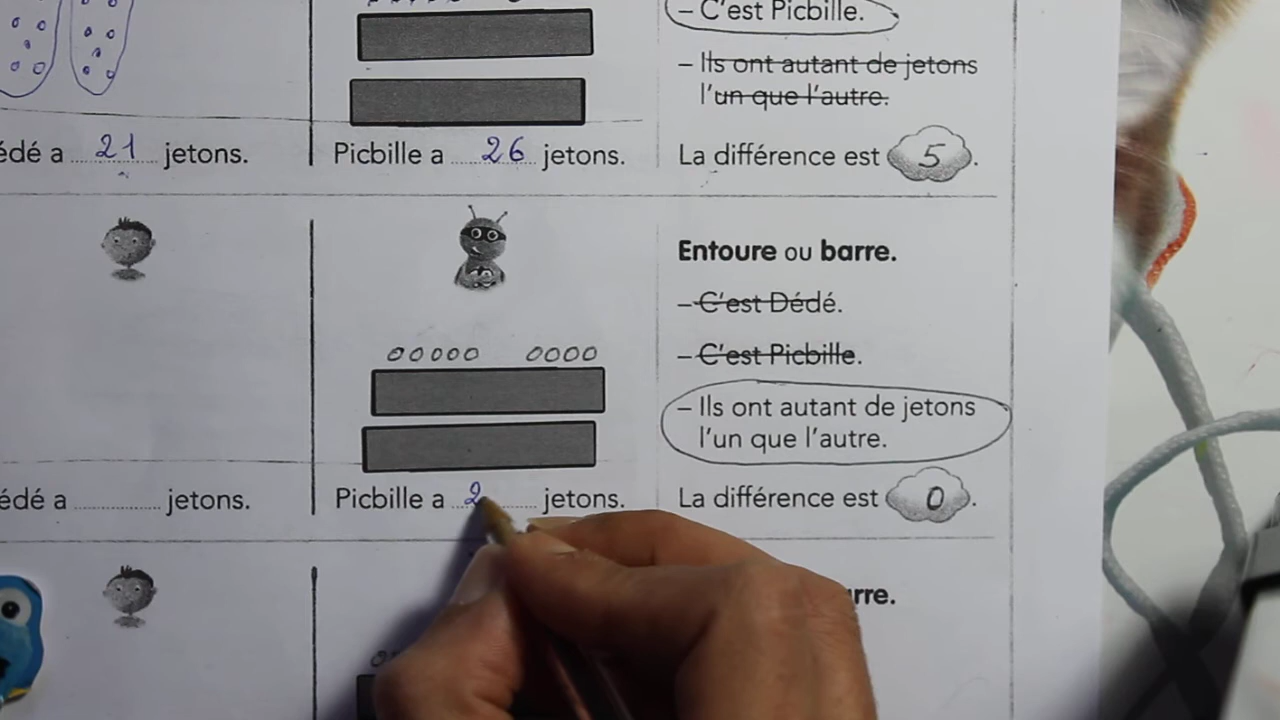 – C'est Picbille.
– Ils ont autant de jetons
l'un que l'autre.
édé a 21 jetons.
Picbille a 26 jetons.
La différence est 5.
Entoure ou barre.
– C'est Dédé.
– C'est Picbille.
– Ils ont autant de jetons
l'un que l'autre.
édé a ............ jetons.
Picbille a 2 jetons.
La différence est 0.
rre.